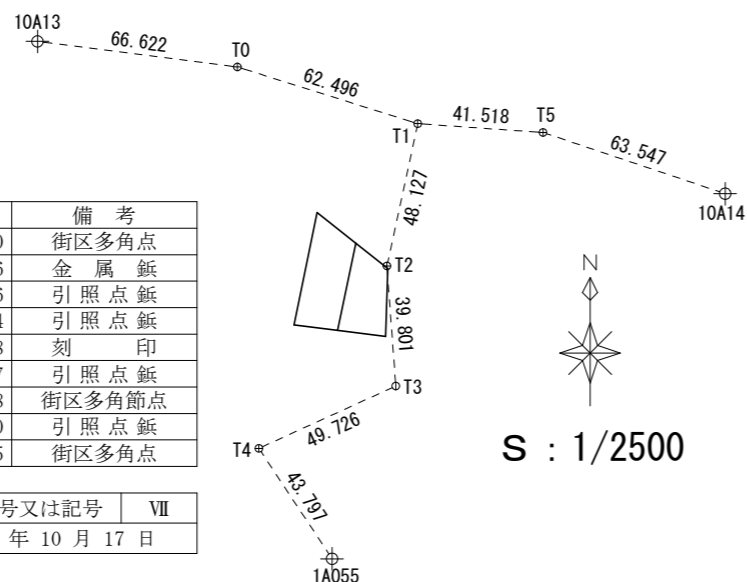 10A13
66.622
T0
62.496
T1
41.518
T5
63.547
10A14
48.127
T2
39.801
T3
49.726
T4
43.797
1A055
N
S : 1/2500
備 考
街区多角点
金 属 鋲
引 照 点 鋲
引 照 点 鋲
刻 印
引 照 点 鋲
街区多角節点
引 照 点 鋲
街区多角点
号又は記号 Ⅶ
年 10 月 17 日